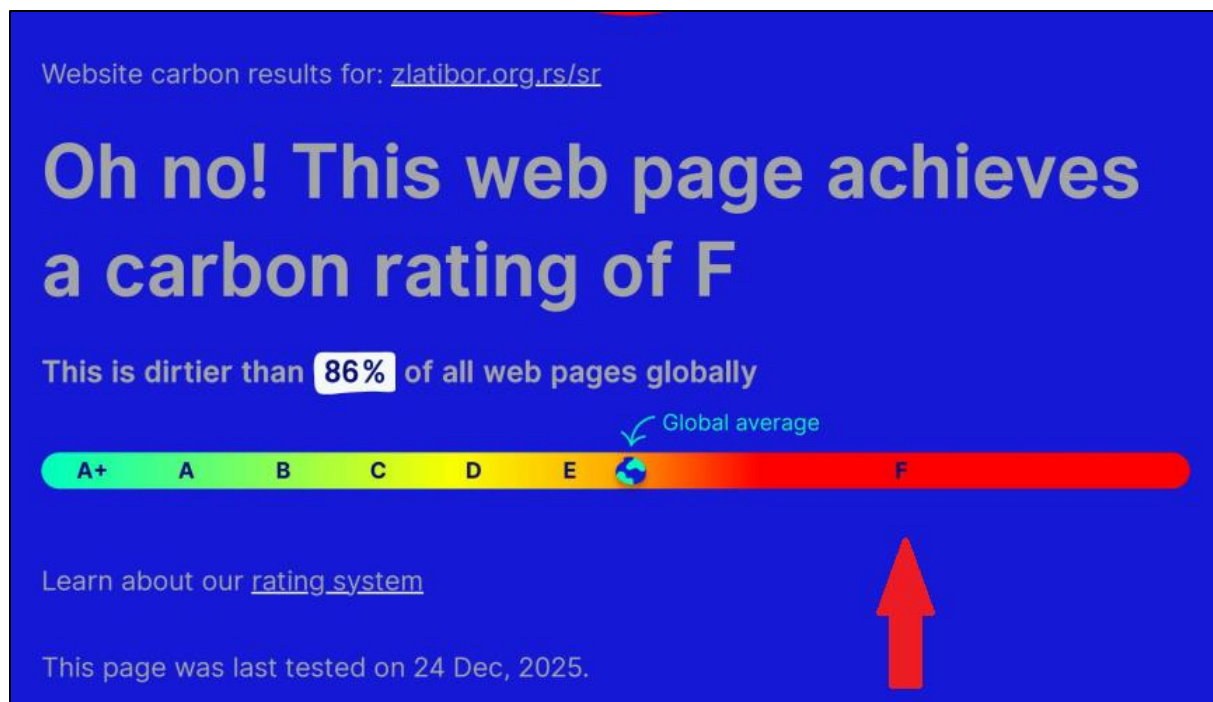 Website carbon results for: zlatibor.org.rs/sr
Oh no! This web page achieves
a carbon rating of F
This is dirtier than 86% of all web pages globally
Global average
A+ A B C D E F
Learn about our rating system
This page was last tested on 24 Dec, 2025.